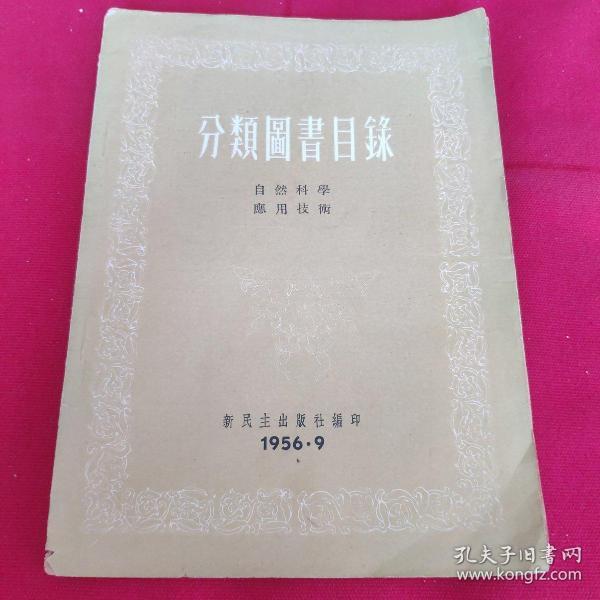 分類圖書目錄
自然科學
應用技術
新民主出版社編印
1956·9
孔夫子旧书网
www.kongfz.com